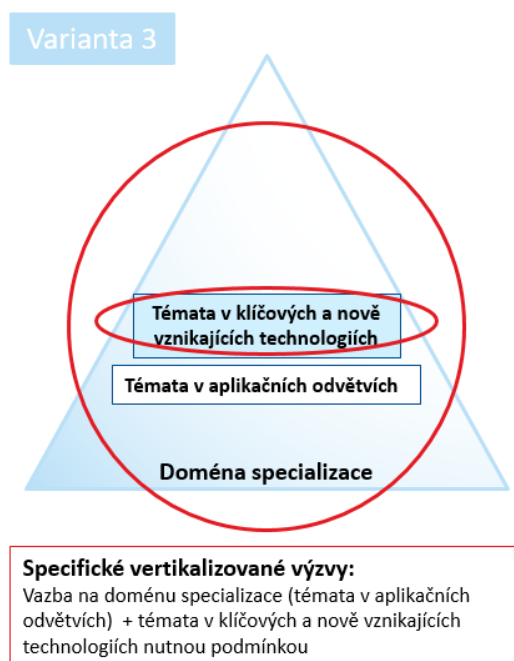 Varianta 3
Témata v klíčových a nově
vznikajících technologiích
Témata v aplikačních odvětvích
Doména specializace
Specifické vertikalizované výzvy:
Vazba na doménu specializace (témata v aplikačních
odvětvích) + témata v klíčových a nově vznikajících
technologiích nutnou podmínkou